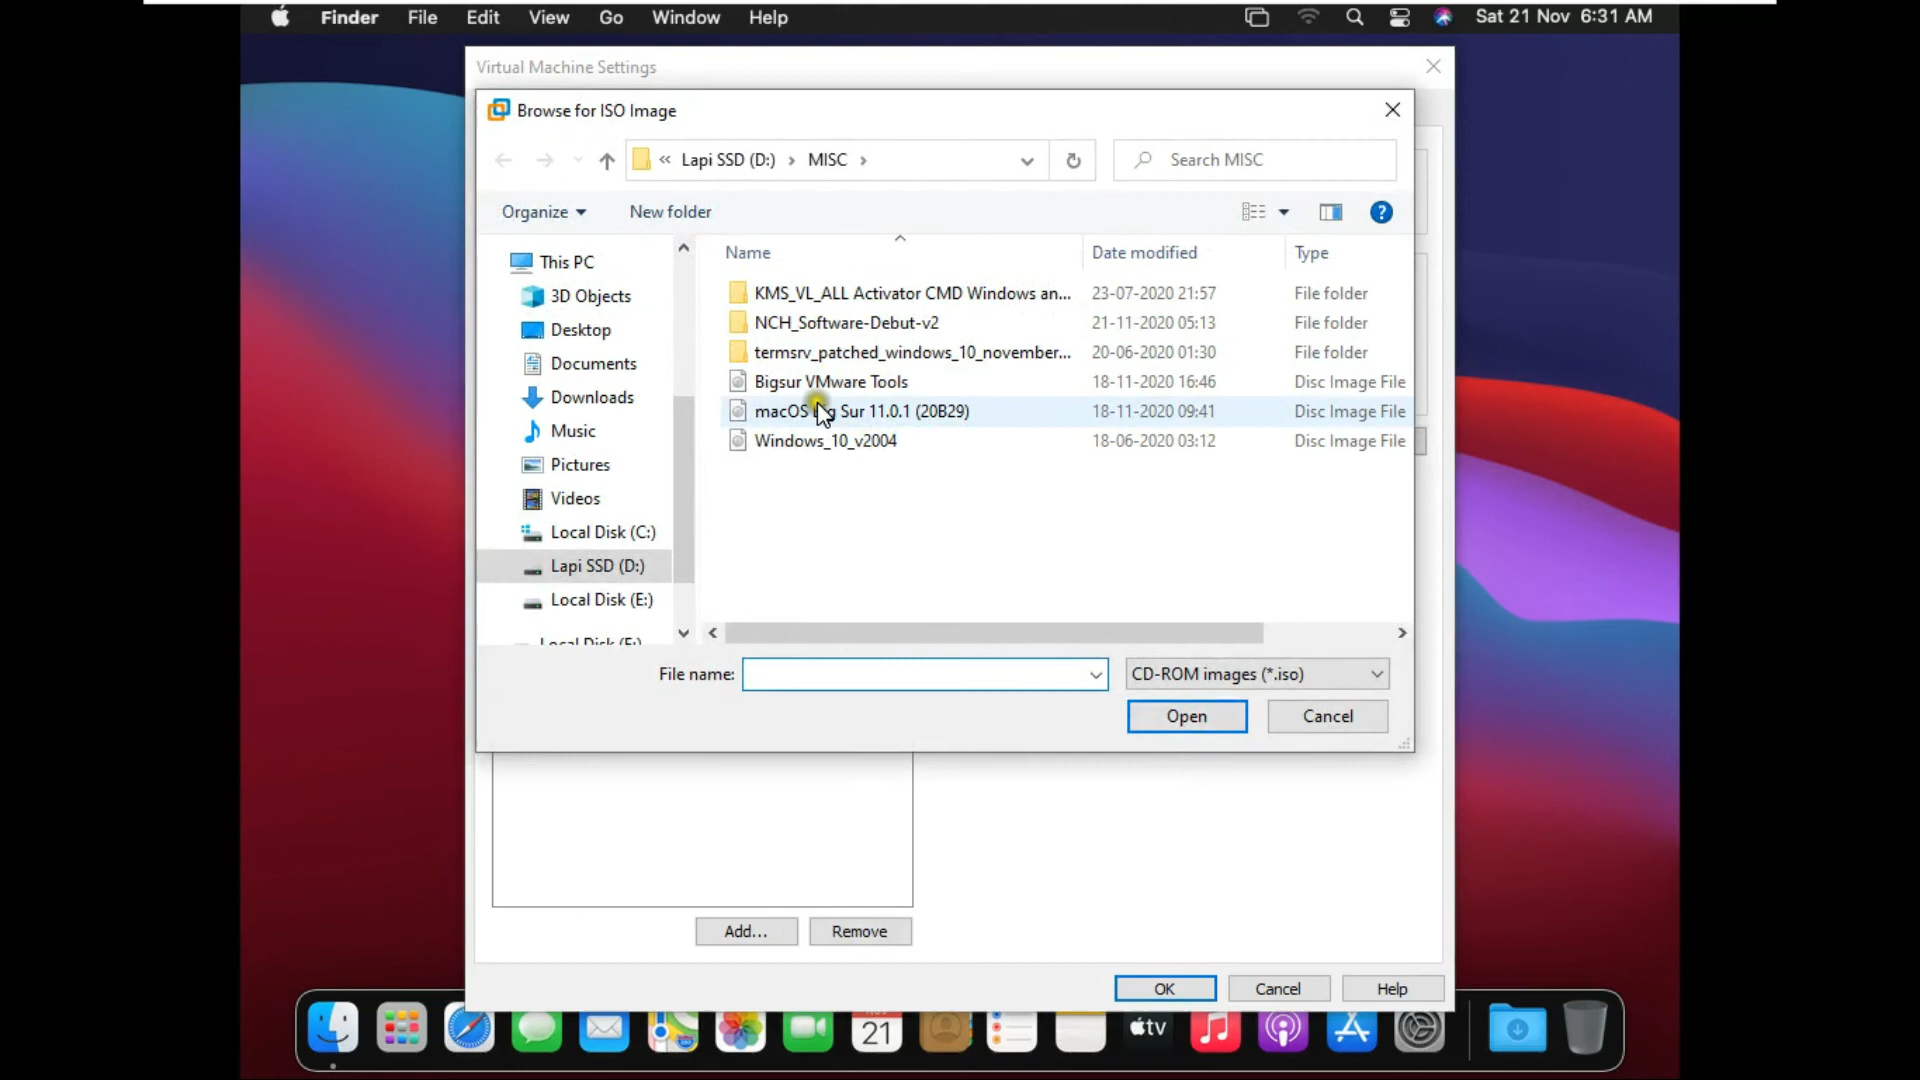 Finder File Edit View Go Window Help Sat 21 Nov 6:31 AM
Virtual Machine Settings
Browse for ISO Image
« Lapi SSD (D:) › MISC › Search MISC
Organize New folder
Name Date modified Type
This PC
3D Objects
Desktop
Documents
Downloads
Music
Pictures
Videos
Local Disk (C:)
Lapi SSD (D:)
Local Disk (E:)
KMS_VL_ALL Activator CMD Windows an... 23-07-2020 21:57 File folder
NCH_Software-Debut-v2 21-11-2020 05:13 File folder
termsrv_patched_windows_10_november... 20-06-2020 01:30 File folder
Bigsur VMware Tools 18-11-2020 16:46 Disc Image File
macOS Sur 11.0.1 (20B29) 18-11-2020 09:41 Disc Image File
Windows_10_v2004 18-06-2020 03:12 Disc Image File
File name: CD-ROM images (*.iso)
Open Cancel
Add... Remove
OK Cancel Help
21 tv